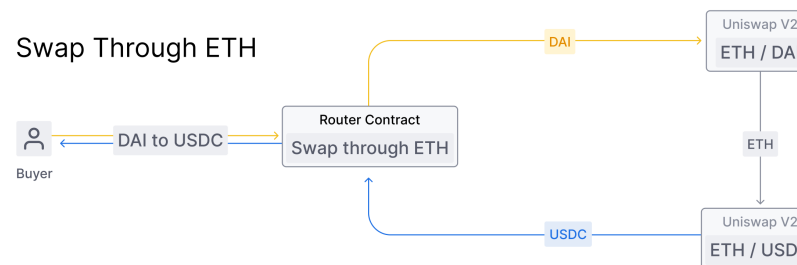 Swap Through ETH
DAI
Uniswap V2
ETH / DA
Router Contract
Swap through ETH
DAI to USDC
Buyer
ETH
USDC
Uniswap V2
ETH / USD